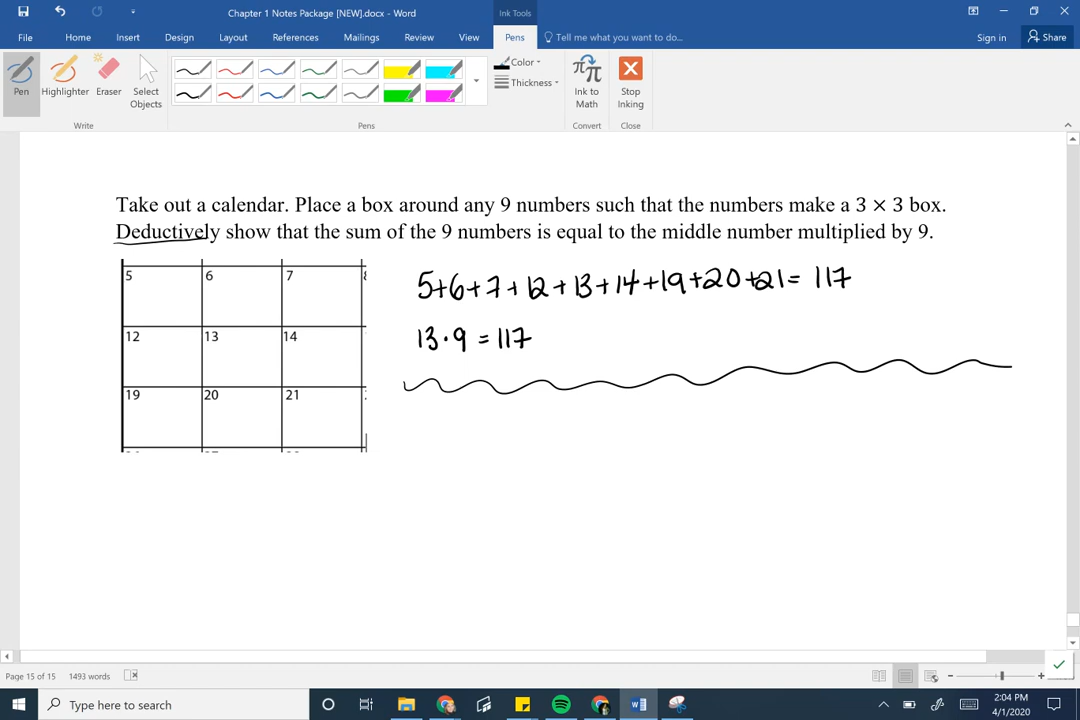 Chapter 1 Notes Package [NEW].docx - Word
Ink Tools
File Home Insert Design Layout References Mailings Review View Pens Tell me what you want to do... Sign in Share
Pen Highlighter Eraser Select Objects
Color Thickness
Ink to Math
Stop Inking
Write Pens Convert Close
Take out a calendar. Place a box around any 9 numbers such that the numbers make a 3 × 3 box.
Deductively show that the sum of the 9 numbers is equal to the middle number multiplied by 9.
5 6 7
12 13 14
19 20 21
5+6+7+12+13+14+19+20+21= 117
13·9 = 117
Page 15 of 15 1493 words
Type here to search
2:04 PM
4/1/2020